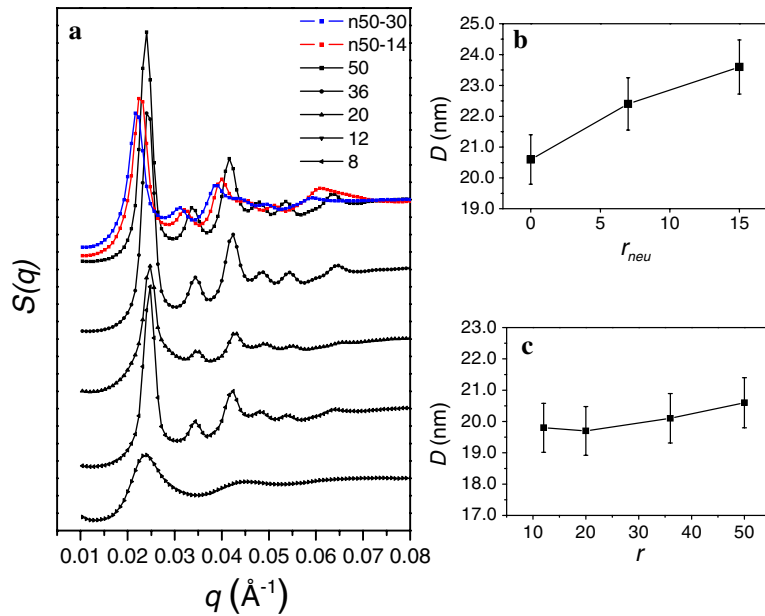 a
n50-30
n50-14
50
36
20
12
8
S(q)
0.01 0.02 0.03 0.04 0.05 0.06 0.07 0.08
q (Å-1)
b
25.0
24.0
23.0
22.0
21.0
20.0
19.0
D (nm)
0 5 10 15
rneu
c
23.0
22.0
21.0
20.0
19.0
18.0
17.0
D (nm)
10 20 30 40 50
r